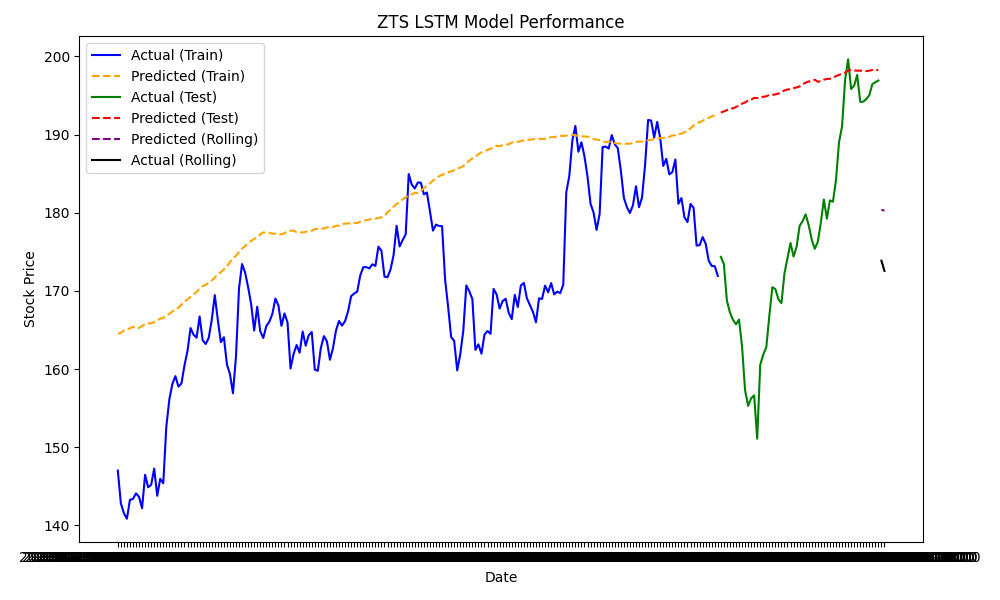 ZTS LSTM Model Performance
Actual (Train)
Predicted (Train)
Actual (Test)
Predicted (Test)
Predicted (Rolling)
Actual (Rolling)
Stock Price
200
190
180
170
160
150
140
Date